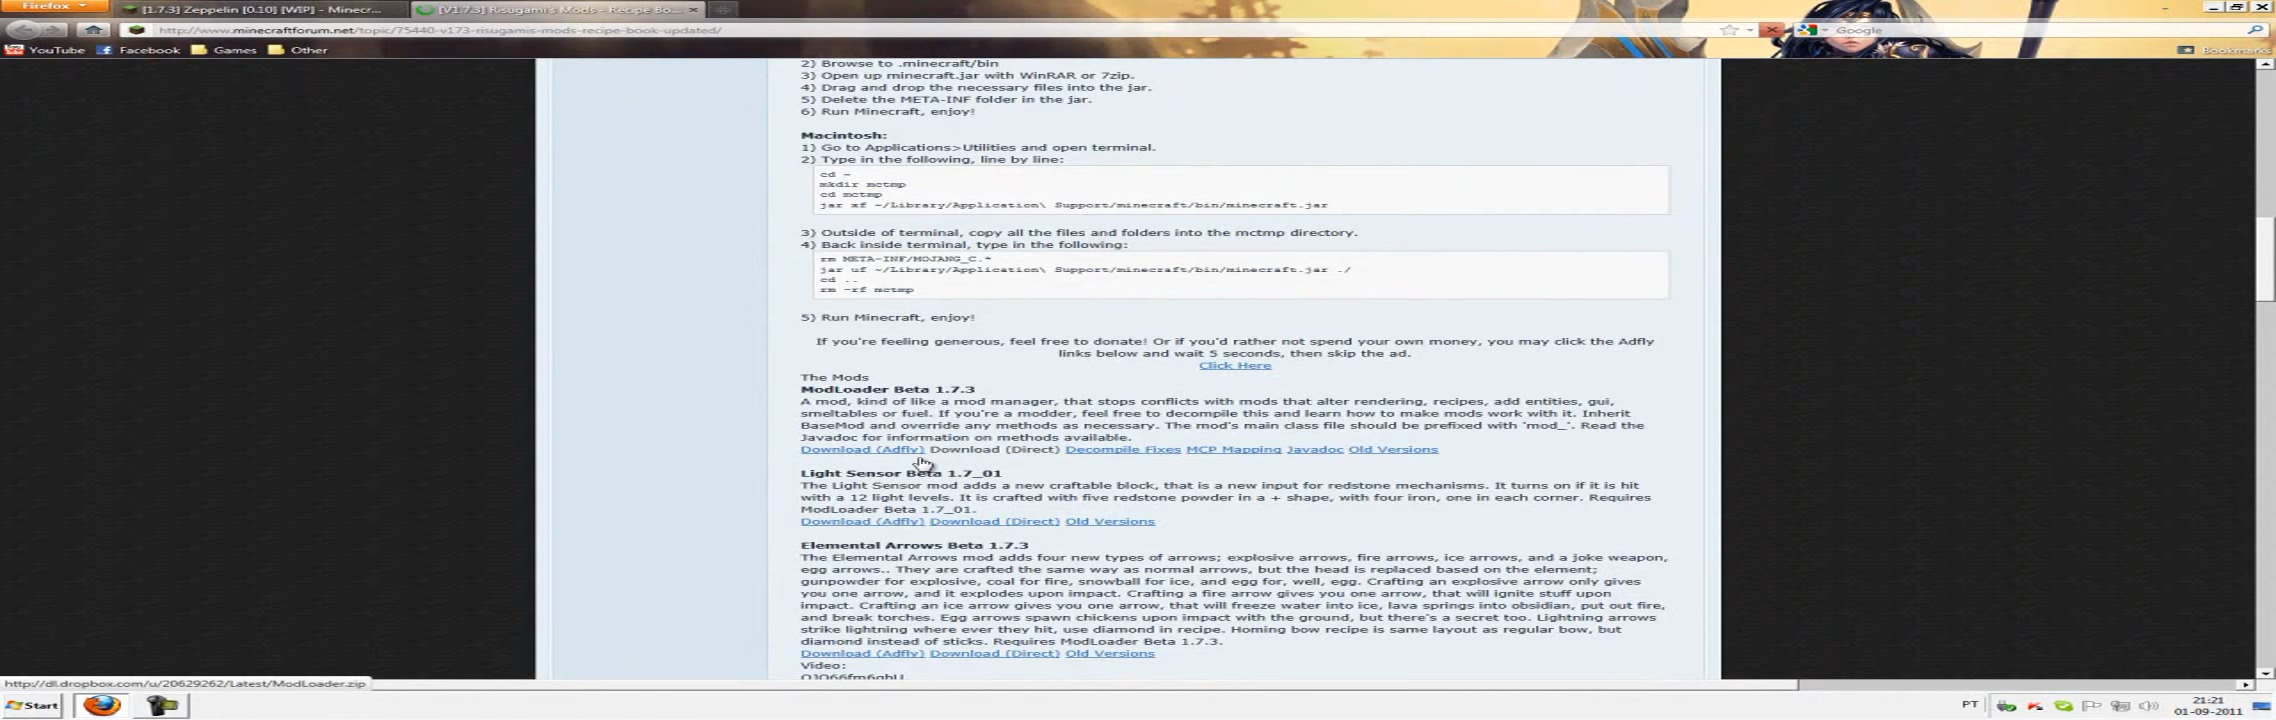 Firefox
[1.7.3] Zeppelin [0.10] [WIP] - Minecr...
[V1.7.3] Risugami's Mods - Recipe Bo...
http://www.minecraftforum.net/topic/75440-v173-risugamis-mods-recipe-book-updated/
Google
YouTube Facebook Games Other
Bookmarks
2) Browse to .minecraft/bin
3) Open up minecraft.jar with WinRAR or 7zip.
4) Drag and drop the necessary files into the jar.
5) Delete the META-INF folder in the jar.
6) Run Minecraft, enjoy!
Macintosh:
1) Go to Applications>Utilities and open terminal.
2) Type in the following, line by line:
cd ~
mkdir mctmp
cd mctmp
jar xf ~/Library/Application\ Support/minecraft/bin/minecraft.jar
3) Outside of terminal, copy all the files and folders into the mctmp directory.
4) Back inside terminal, type in the following:
rm META-INF/MOJANG_C.*
jar uf ~/Library/Application\ Support/minecraft/bin/minecraft.jar ./
cd ..
rm -rf mctmp
5) Run Minecraft, enjoy!
If you're feeling generous, feel free to donate! Or if you'd rather not spend your own money, you may click the Adfly
links below and wait 5 seconds, then skip the ad.
Click Here
The Mods
ModLoader Beta 1.7.3
A mod, kind of like a mod manager, that stops conflicts with mods that alter rendering, recipes, add entities, gui,
smeltables or fuel. If you're a modder, feel free to decompile this and learn how to make mods work with it. Inherit
BaseMod and override any methods as necessary. The mod's main class file should be prefixed with 'mod_'. Read the
Javadoc for information on methods available.
Download (Adfly) Download (Direct) Decompile Fixes MCP Mapping Javadoc Old Versions
Light Sensor Beta 1.7_01
The Light Sensor mod adds a new craftable block, that is a new input for redstone mechanisms. It turns on if it is hit
with a 12 light levels. It is crafted with five redstone powder in a + shape, with four iron, one in each corner. Requires
ModLoader Beta 1.7_01.
Download (Adfly) Download (Direct) Old Versions
Elemental Arrows Beta 1.7.3
The Elemental Arrows mod adds four new types of arrows; explosive arrows, fire arrows, ice arrows, and a joke weapon,
egg arrows.. They are crafted the same way as normal arrows, but the head is replaced based on the element;
gunpowder for explosive, coal for fire, snowball for ice, and egg for, well, egg. Crafting an explosive arrow only gives
you one arrow, and it explodes upon impact. Crafting a fire arrow gives you one arrow, that will ignite stuff upon
impact. Crafting an ice arrow gives you one arrow, that will freeze water into ice, lava springs into obsidian, put out fire,
and break torches. Egg arrows spawn chickens upon impact with the ground, but there's a secret too. Lightning arrows
strike lightning where ever they hit, use diamond in recipe. Homing bow recipe is same layout as regular bow, but
diamond instead of sticks. Requires ModLoader Beta 1.7.3.
Download (Adfly) Download (Direct) Old Versions
Video:
http://dl.dropbox.com/u/20629262/Latest/ModLoader.zip
Start
PT
21:21
01-09-2011